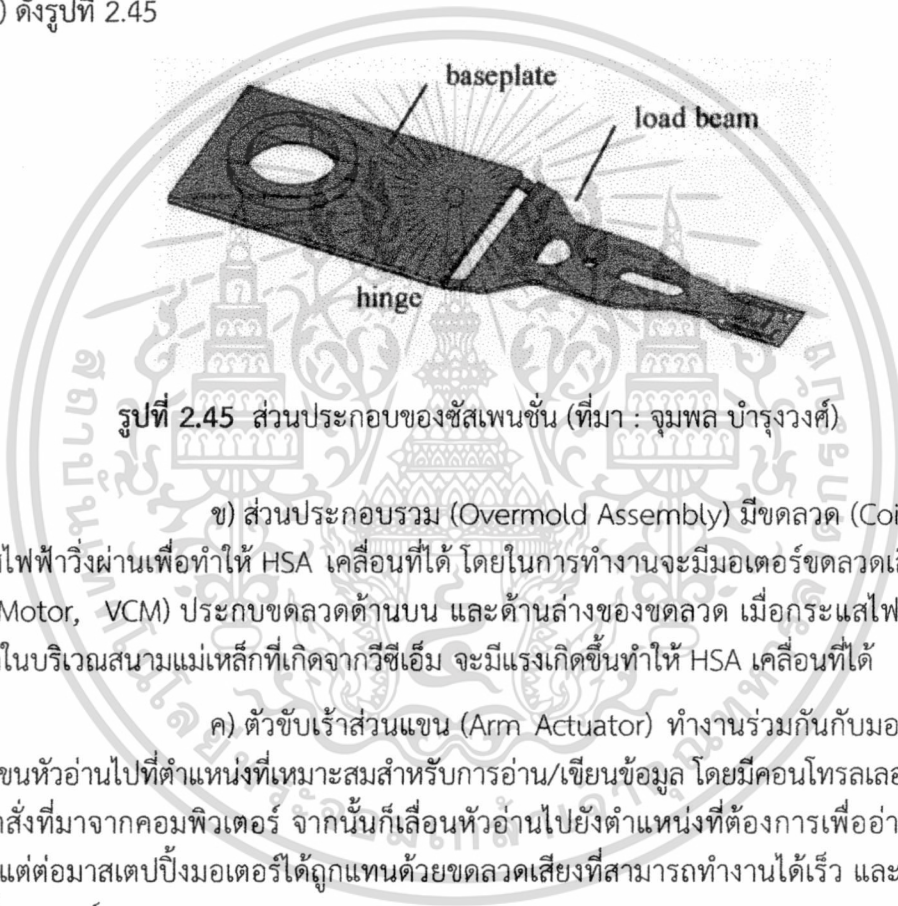 ) ดังรูปที่ 2.45
baseplate
load beam
hinge
รูปที่ 2.45 ส่วนประกอบของซัสเพนชั่น (ที่มา : จุมพล บำรุงวงศ์)
ข) ส่วนประกอบรวม (Overmold Assembly) มีขดลวด (Coi
ไฟฟ้าวิ่งผ่านเพื่อทำให้ HSA เคลื่อนที่ได้ โดยในการทำงานจะมีมอเตอร์ขดลวดเสี
Motor, VCM) ประกบขดลวดด้านบน และด้านล่างของขดลวด เมื่อกระแสไฟ
ในบริเวณสนามแม่เหล็กที่เกิดจากวีซีเอ็ม จะมีแรงเกิดขึ้นทำให้ HSA เคลื่อนที่ได้
ค) ตัวขับเร้าส่วนแขน (Arm Actuator) ทำงานร่วมกันกับมอ
ขนหัวอ่านไปที่ตำแหน่งที่เหมาะสมสำหรับการอ่าน/เขียนข้อมูล โดยมีคอนโทรลเลอ
สั่งที่มาจากคอมพิวเตอร์ จากนั้นก็เลื่อนหัวอ่านไปยังตำแหน่งที่ต้องการเพื่ออ่า
แต่ต่อมาสเตปปิ้งมอเตอร์ได้ถูกแทนด้วยขดลวดเสียงที่สามารถทำงานได้เร็ว และ